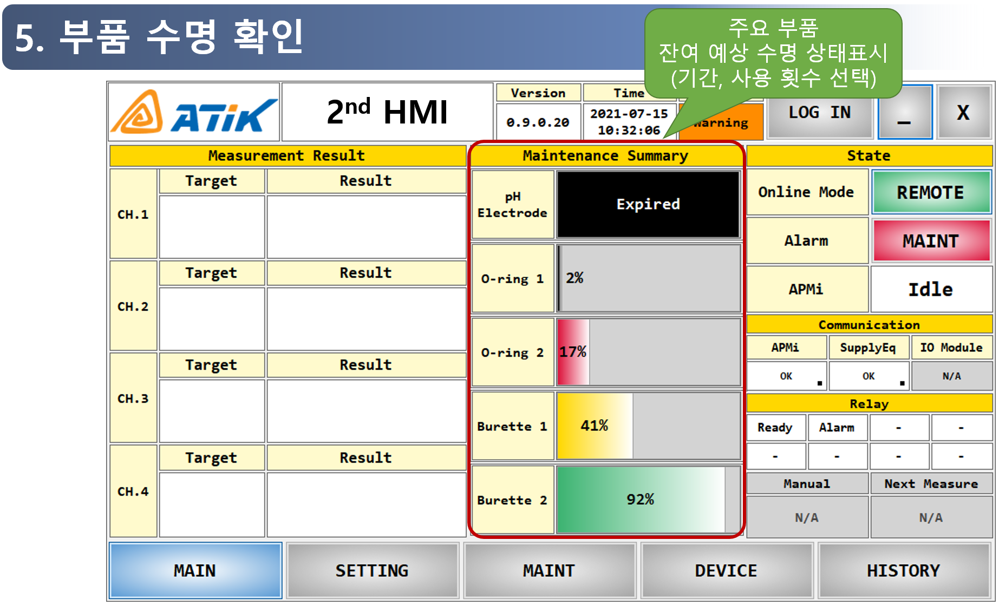 5. 부품 수명 확인
주요 부품
잔여 예상 수명 상태표시
(기간, 사용 횟수 선택)
ATiK
2nd HMI
Version
0.9.0.20
Time
2021-07-15
10:32:06
Warning
LOG IN
_
X
Measurement Result
CH.1
Target
Result
CH.2
Target
Result
CH.3
Target
Result
CH.4
Target
Result
Maintenance Summary
pH
Electrode
Expired
O-ring 1
2%
O-ring 2
17%
Burette 1
41%
Burette 2
92%
State
Online Mode
REMOTE
Alarm
MAINT
APMi
Idle
Communication
APMi
SupplyEq
IO Module
OK
.
OK
.
N/A
Relay
Ready
Alarm
-
-
-
-
-
-
Manual
Next Measure
N/A
N/A
MAIN
SETTING
MAINT
DEVICE
HISTORY